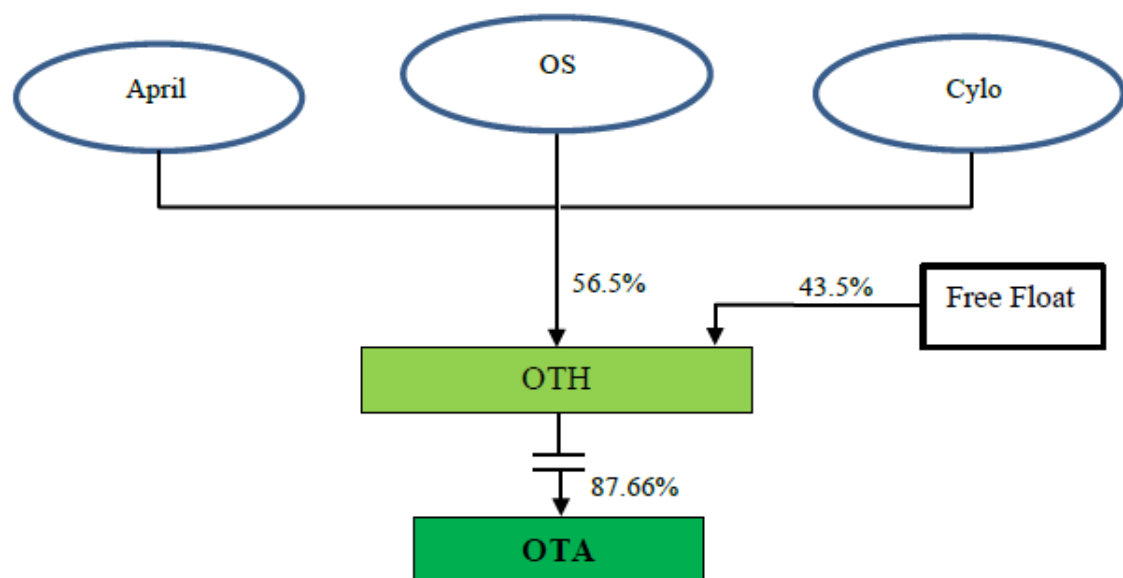 April
OS
Cylo
56.5%
43.5%
Free Float
OTH
87.66%
OTA